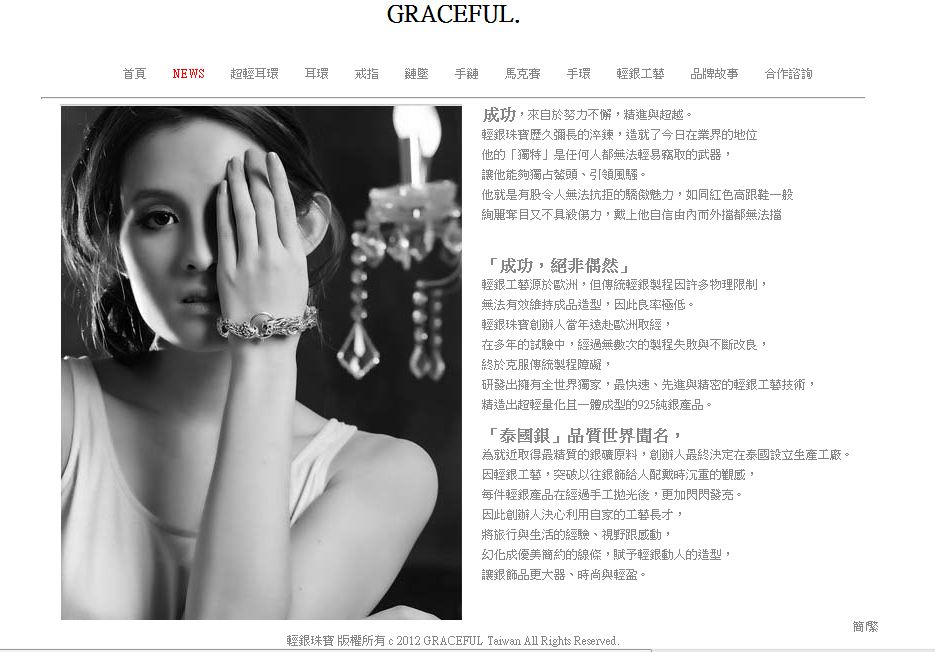 GRACEFUL.
首頁 NEWS 超輕耳環 耳環 戒指 鏈墜 手鏈 馬克賽 手環 輕銀工藝 品牌故事 合作諮詢
成功，來自於努力不懈，精進與超越。
輕銀珠寶歷久彌長的淬鍊，造就了今日在業界的地位
他的「獨特」是任何人都無法輕易竊取的武器，
讓他能夠獨占鰲頭、引領風騷。
他就是有股令人無法抗拒的驕傲魅力，如同紅色高跟鞋一般
絢麗奪目又不具殺傷力，戴上他自信由內而外擋都無法擋
「成功，絕非偶然」
輕銀工藝源於歐洲，但傳統輕銀製程因許多物理限制，
無法有效維持成品造型，因此良率極低。
輕銀珠寶創辦人當年遠赴歐洲取經，
在多年的試驗中，經過無數次的製程失敗與不斷改良，
終於克服傳統製程障礙，
研發出擁有全世界獨家，最快速、先進與精密的輕銀工藝技術，
精造出超輕量化且一體成型的925純銀產品。
「泰國銀」品質世界聞名，
為就近取得最精質的銀礦原料，創辦人最終決定在泰國設立生產工廠。
因輕銀工藝，突破以往銀飾給人配戴時沉重的觀感，
每件輕銀產品在經過手工拋光後，更加閃閃發亮。
因此創辦人決心利用自家的工藝長才，
將旅行與生活的經驗、視野跟感動，
幻化成優美簡約的線條，賦予輕銀動人的造型，
讓銀飾品更大器、時尚與輕盈。
簡/繁
輕銀珠寶 版權所有 c 2012 GRACEFUL Taiwan All Rights Reserved.